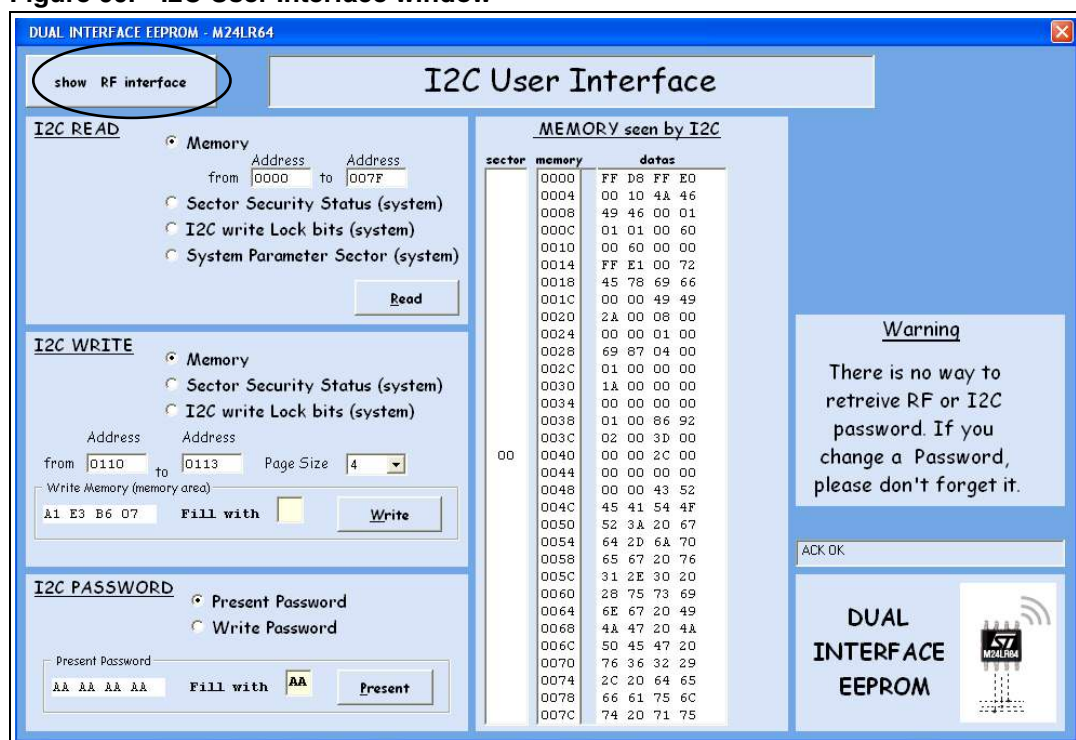 DUAL INTERFACE EEPROM - M24LR64
show RF interface
I2C User Interface
I2C READ
Memory
Address Address
from 0000 to 007F
Sector Security Status (system)
I2C write Lock bits (system)
System Parameter Sector (system)
Read
I2C WRITE
Memory
Sector Security Status (system)
I2C write Lock bits (system)
Address Address
from 0110 to 0113 Page Size 4
Write Memory (memory area)
A1 E3 B6 07 Fill with Write
I2C PASSWORD
Present Password
Write Password
Present Password
AA AA AA AA Fill with AA Present
MEMORY seen by I2C
sector memory datas
0000 FF D8 FF E0
0004 00 10 4A 46
0008 49 46 00 01
000C 01 01 00 60
0010 00 60 00 00
0014 FF E1 00 72
0018 45 78 69 66
001C 00 00 49 49
0020 2A 00 08 00
0024 00 00 01 00
0028 69 87 04 00
002C 01 00 00 00
0030 1A 00 00 00
0034 00 00 00 00
0038 01 00 86 92
003C 02 00 3D 00
00 0040 00 00 2C 00
0044 00 00 00 00
0048 00 00 43 52
004C 45 41 54 4F
0050 52 3A 20 67
0054 64 2D 6A 70
0058 65 67 20 76
005C 31 2E 30 20
0060 28 75 73 69
0064 6E 67 20 49
0068 4A 47 20 4A
006C 50 45 47 20
0070 76 36 32 29
0074 2C 20 64 65
0078 66 61 75 6C
007C 74 20 71 75
Warning
There is no way to
retreive RF or I2C
password. If you
change a Password,
please don't forget it.
ACK OK
DUAL
INTERFACE
EEPROM
ST
M24LR64